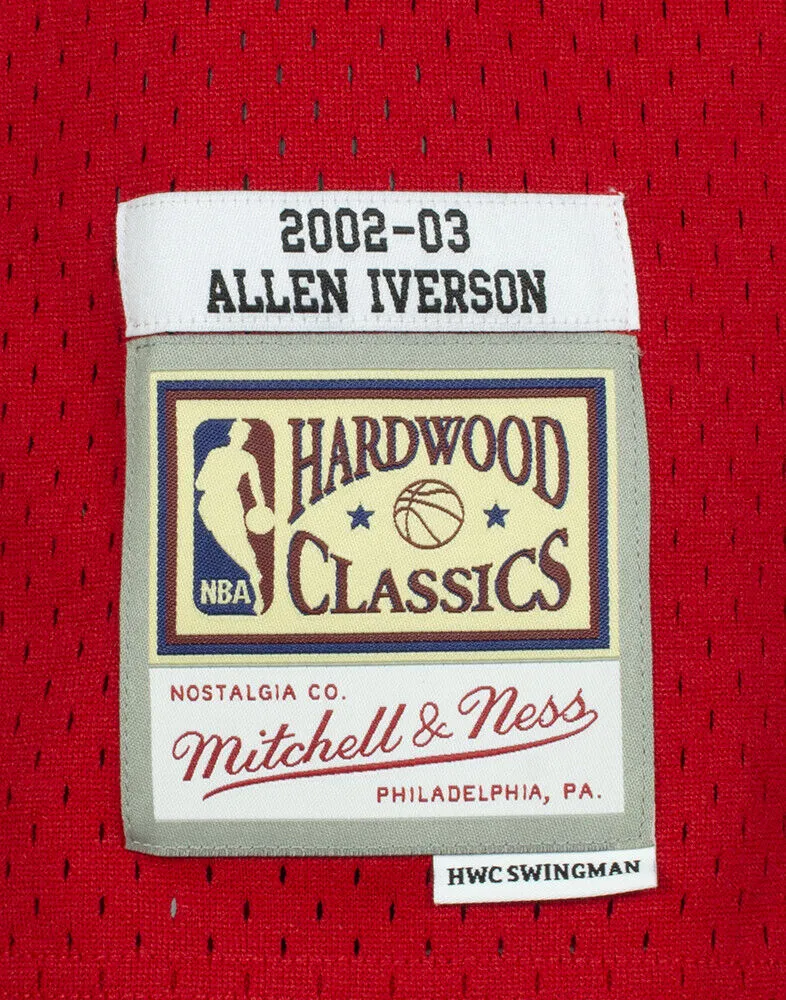 2002-03
ALLEN IVERSON
HARDWOOD
CLASSICS
NBA
NOSTALGIA CO.
Mitchell & Ness
PHILADELPHIA, PA.
HWC SWINGMAN